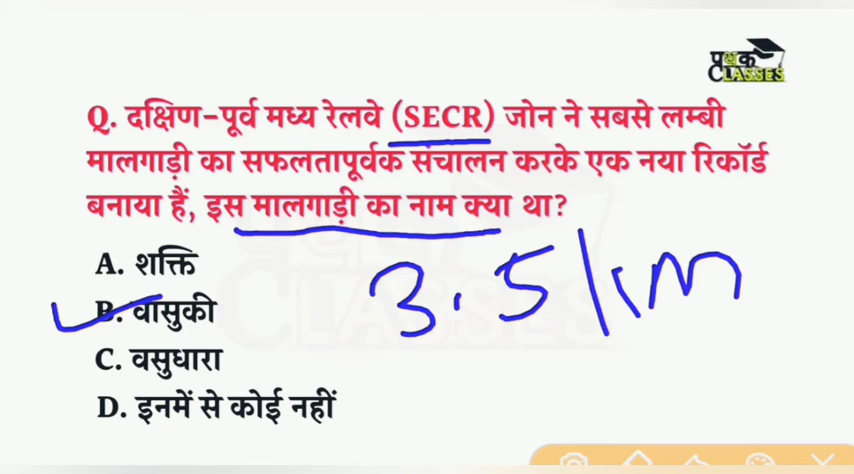 पृथक
CLASSES
Q. दक्षिण-पूर्व मध्य रेलवे (SECR) जोन ने सबसे लम्बी
मालगाड़ी का सफलतापूर्वक संचालन करके एक नया रिकॉर्ड
बनाया हैं, इस मालगाड़ी का नाम क्या था?
A. शक्ति
B. वासुकी
C. वसुधारा
D. इनमें से कोई नहीं
3.5 km